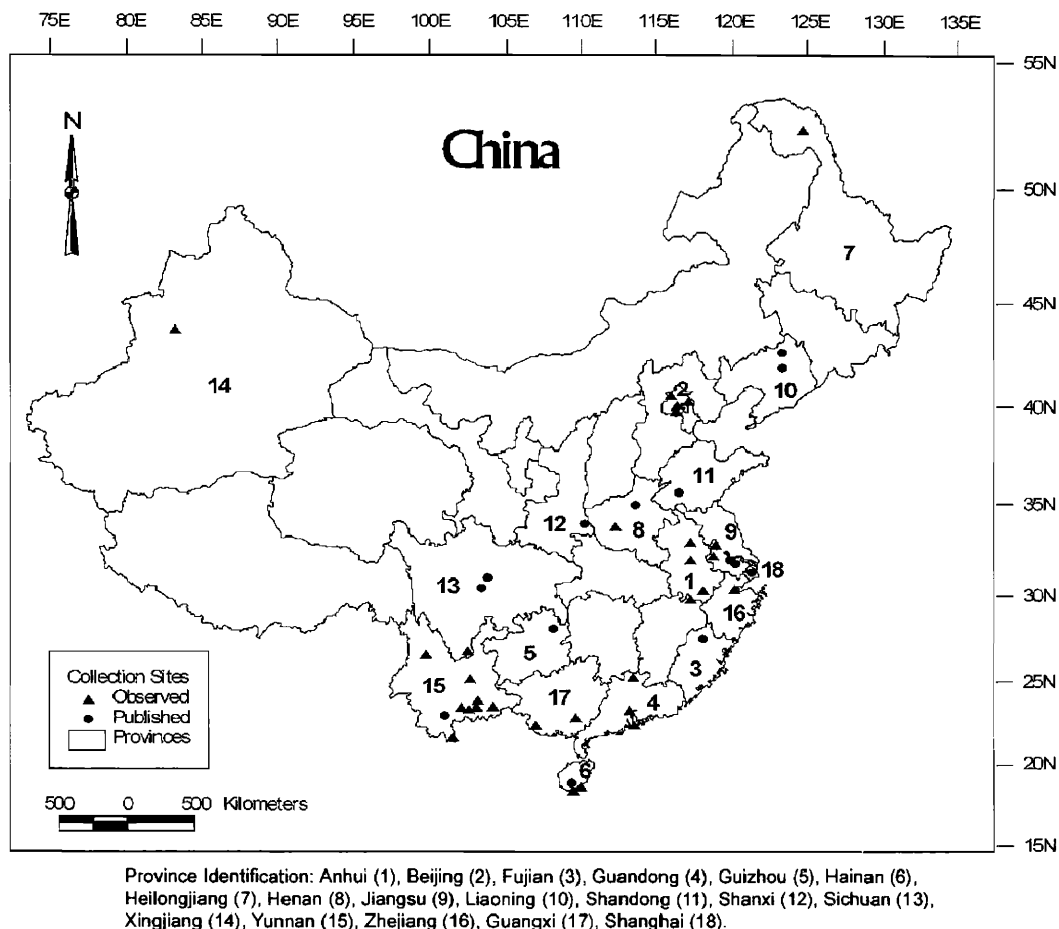 75E 80E 85E 90E 95E 100E 105E 110E 115E 120E 125E 130E 135E
55N
N
China
50N
7
45N
14
2
10
40N
11
35N
12
8
9
18
13
1
30N
16
5
3
Collection Sites
Observed
Published
Provinces
15
17
4
25N
6
20N
500 0 500 Kilometers
15N
Province Identification: Anhui (1), Beijing (2), Fujian (3), Guandong (4), Guizhou (5), Hainan (6),
Heilongjiang (7), Henan (8), Jiangsu (9), Liaoning (10), Shandong (11), Shanxi (12), Sichuan (13),
Xingjiang (14), Yunnan (15), Zhejiang (16), Guangxi (17), Shanghai (18).